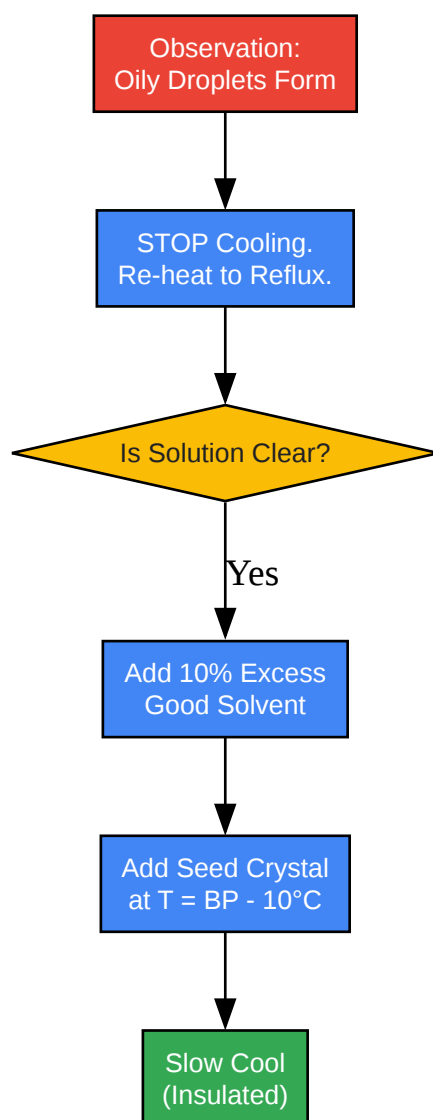 Observation:
Oily Droplets Form
STOP Cooling.
Re-heat to Reflux.
Is Solution Clear?
Yes
Add 10% Excess
Good Solvent
Add Seed Crystal
at T = BP - 10°C
Slow Cool
(Insulated)